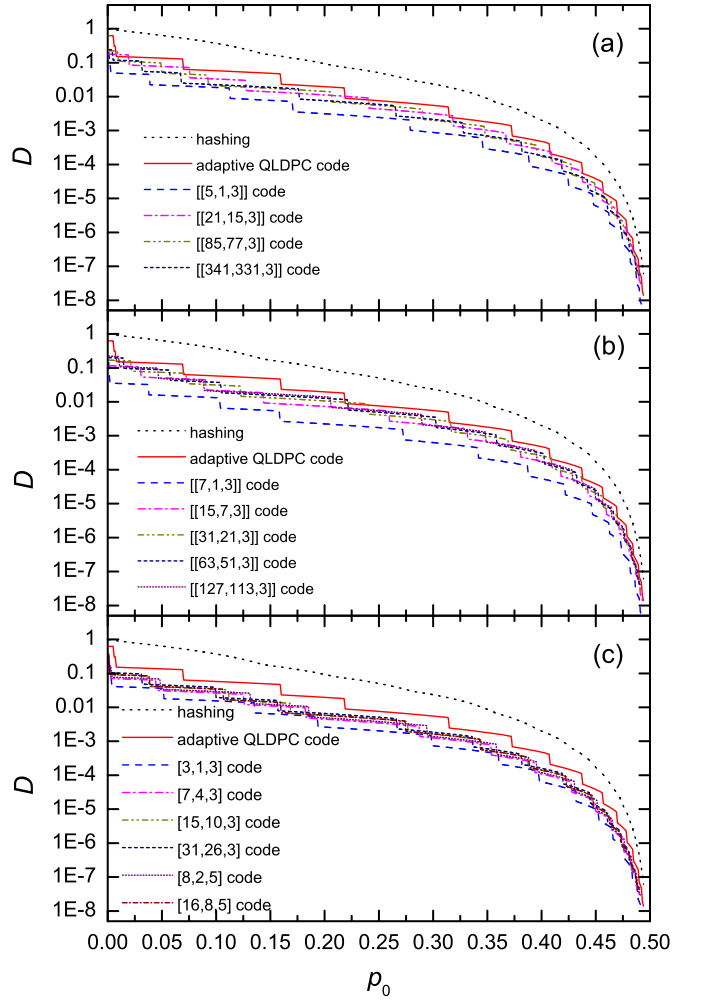 (a)
1
0.1
0.01
1E-3
1E-4
1E-5
1E-6
1E-7
1E-8
D
hashing
adaptive QLDPC code
[[5,1,3]] code
[[21,15,3]] code
[[85,77,3]] code
[[341,331,3]] code
(b)
1
0.1
0.01
1E-3
1E-4
1E-5
1E-6
1E-7
1E-8
D
hashing
adaptive QLDPC code
[[7,1,3]] code
[[15,7,3]] code
[[31,21,3]] code
[[63,51,3]] code
[[127,113,3]] code
(c)
1
0.1
0.01
1E-3
1E-4
1E-5
1E-6
1E-7
1E-8
D
hashing
adaptive QLDPC code
[3,1,3] code
[7,4,3] code
[15,10,3] code
[31,26,3] code
[8,2,5] code
[16,8,5] code
0.00 0.05 0.10 0.15 0.20 0.25 0.30 0.35 0.40 0.45 0.50
p0